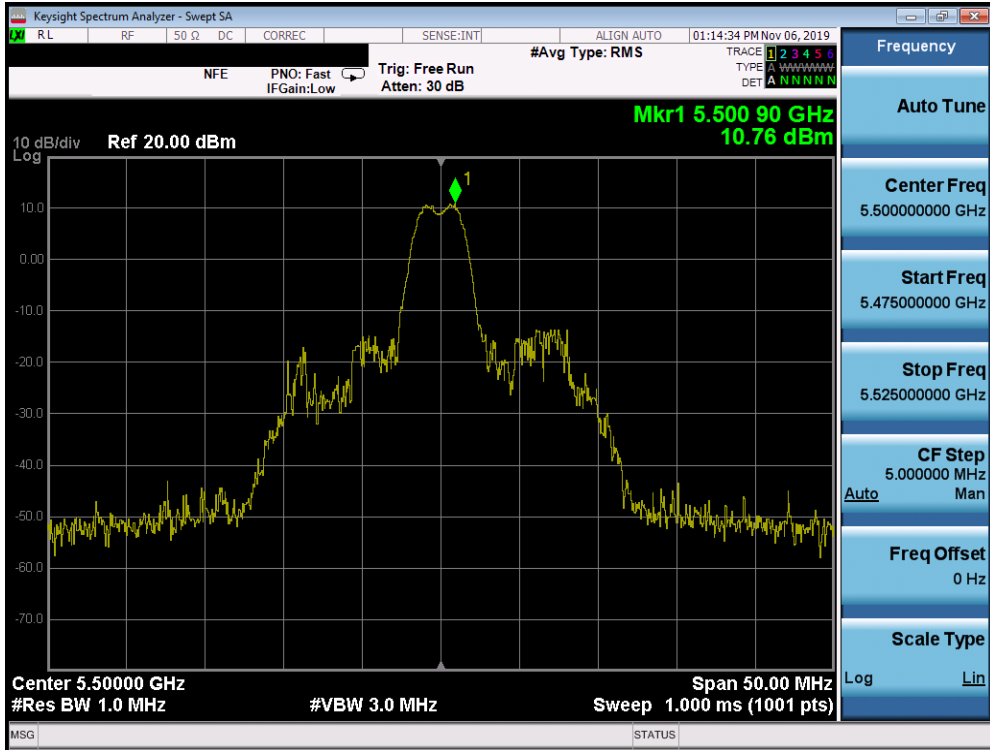 Keysight Spectrum Analyzer - Swept SA
LXI RL RF 50 Ω DC CORREC SENSE:INT ALIGN AUTO 01:14:34 PM Nov 06, 2019
NFE PNO: Fast Trig: Free Run #Avg Type: RMS TRACE 1 2 3 4 5 6
IFGain:Low Atten: 30 dB TYPE A WWWWW
DET A N N N N N
Mkr1 5.500 90 GHz
10.76 dBm
10 dB/div Ref 20.00 dBm
Log
1
10.0
0.00
-10.0
-20.0
-30.0
-40.0
-50.0
-60.0
-70.0
Center 5.50000 GHz Span 50.00 MHz
#Res BW 1.0 MHz #VBW 3.0 MHz Sweep 1.000 ms (1001 pts)
MSG STATUS
Frequency
Auto Tune
Center Freq
5.500000000 GHz
Start Freq
5.475000000 GHz
Stop Freq
5.525000000 GHz
CF Step
5.000000 MHz
Auto Man
Freq Offset
0 Hz
Scale Type
Log Lin